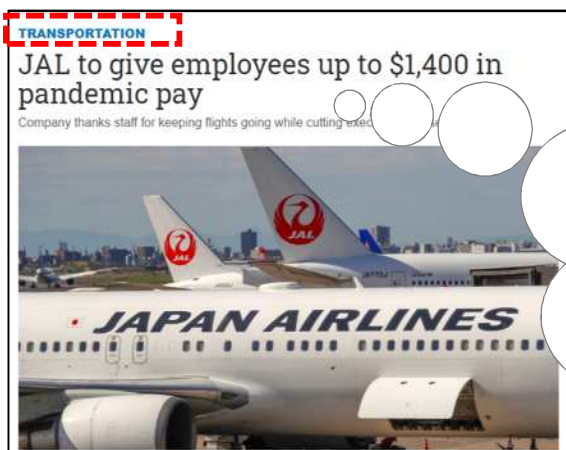 TRANSPORTATION
JAL to give employees up to $1,400 in
pandemic pay
Company thanks staff for keeping flights going while cutting
JAL
JAL
JAPAN AIRLINES